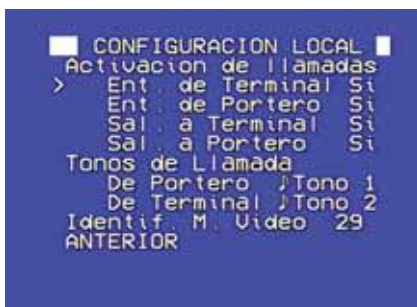 CONFIGURACION LOCAL
Activacion de llamadas
> Ent. de Terminal Si
Ent. de Portero Si
Sal. a Terminal Si
Sal. a Portero Si
Tonos de Llamada
De Portero ♪Tono 1
De Terminal ♪Tono 2
Identif. M. Video 29
ANTERIOR